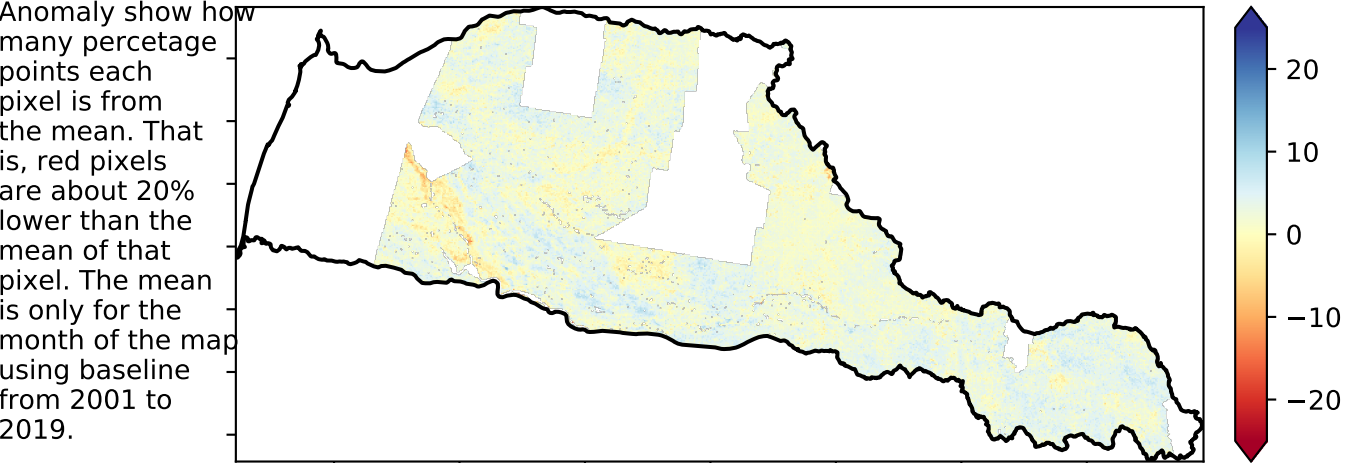 Anomaly show how
many percetage
points each
pixel is from
the mean. That
is, red pixels
are about 20%
lower than the
mean of that
pixel. The mean
is only for the
month of the map
using baseline
from 2001 to
2019.
20
10
0
−10
−20